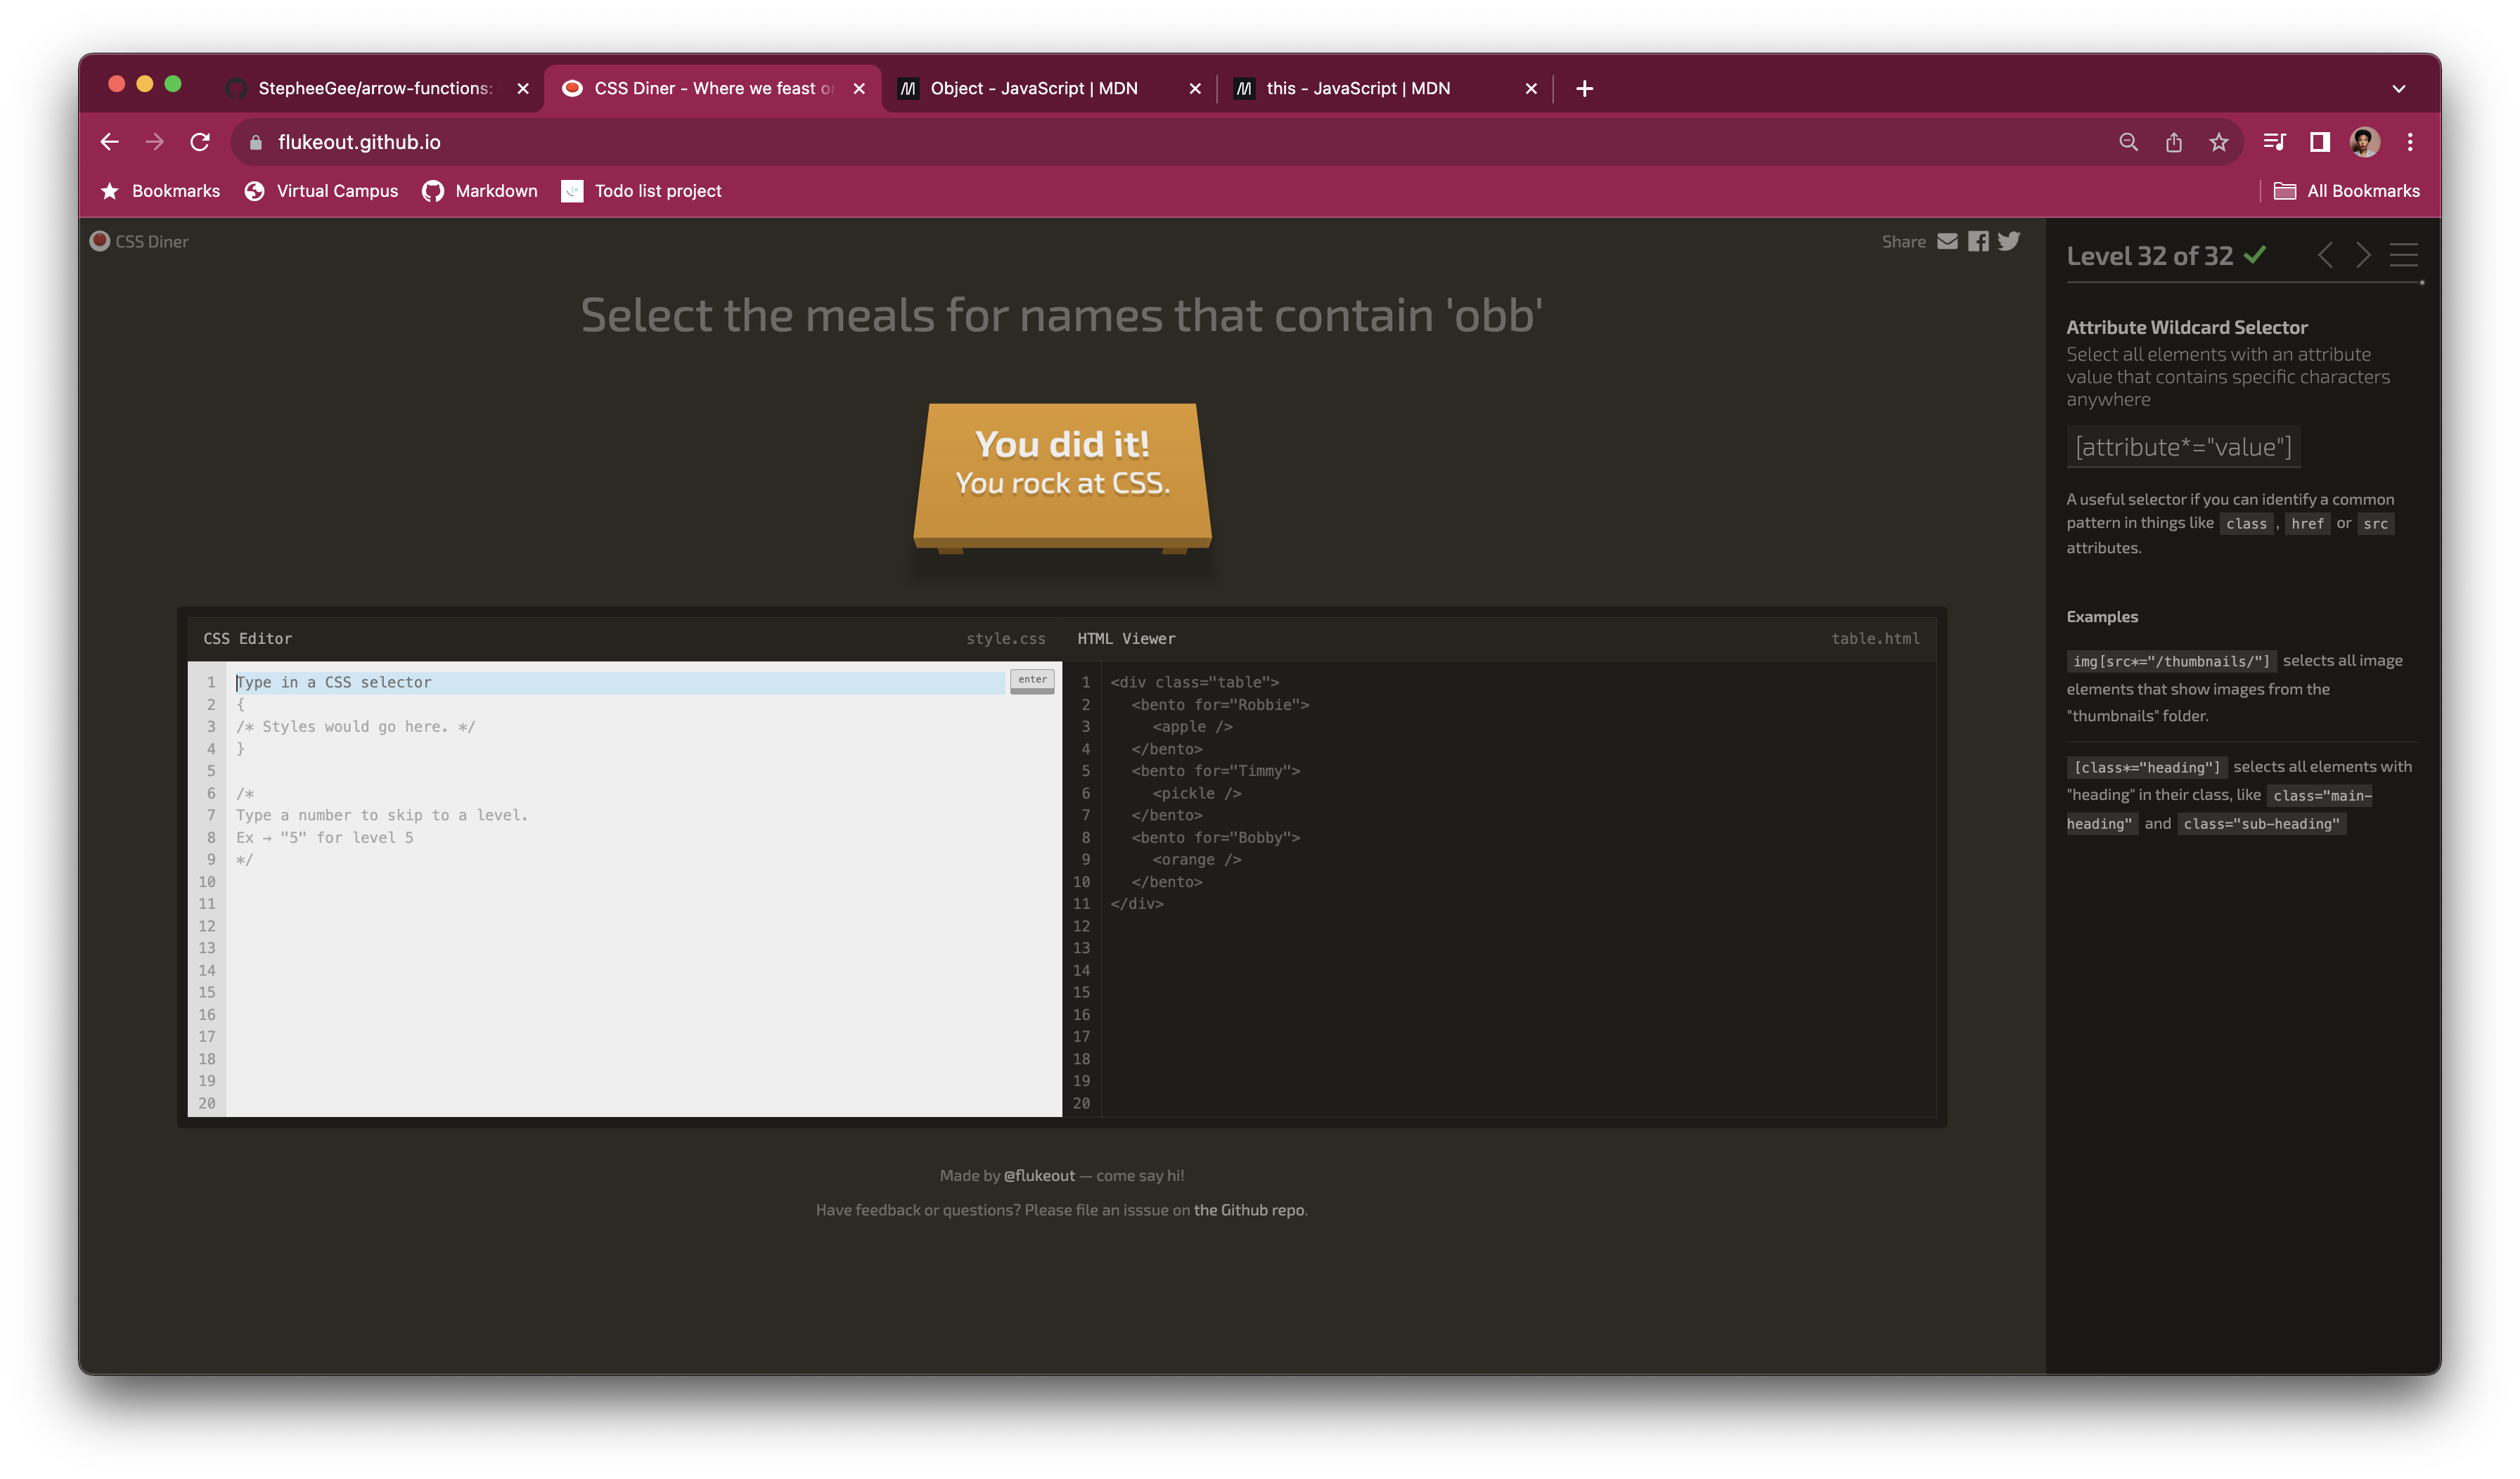 StepheeGee/arrow-functions:
CSS Diner - Where we feast on
Object - JavaScript | MDN
this - JavaScript | MDN
flukeout.github.io
Bookmarks
Virtual Campus
Markdown
Todo list project
All Bookmarks
CSS Diner
Share
Select the meals for names that contain 'obb'
You did it!
You rock at CSS.
CSS Editor
style.css
1 Type in a CSS selector
enter
2 {
3 /* Styles would go here. */
4 }
5
6 /*
7 Type a number to skip to a level.
8 Ex → "5" for level 5
9 */
10
11
12
13
14
15
16
17
18
19
20
HTML Viewer
table.html
1 <div class="table">
2 <bento for="Robbie">
3 <apple />
4 </bento>
5 <bento for="Timmy">
6 <pickle />
7 </bento>
8 <bento for="Bobby">
9 <orange />
10 </bento>
11 </div>
12
13
14
15
16
17
18
19
20
Made by @flukeout — come say hi!
Have feedback or questions? Please file an isssue on the Github repo.
Level 32 of 32
Attribute Wildcard Selector
Select all elements with an attribute
value that contains specific characters
anywhere
[attribute*="value"]
A useful selector if you can identify a common
pattern in things like class , href or src
attributes.
Examples
img[src*="/thumbnails/"] selects all image
elements that show images from the
"thumbnails" folder.
[class*="heading"] selects all elements with
"heading" in their class, like class="main-
heading" and class="sub-heading"